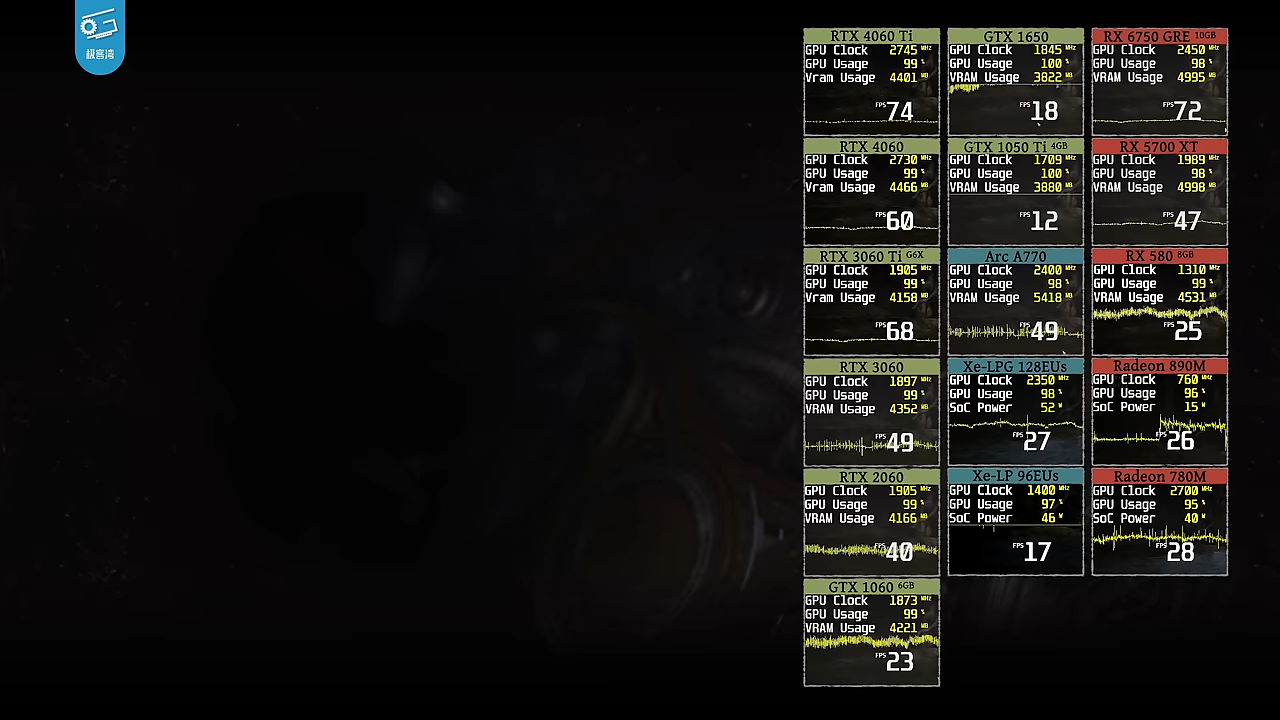 极客湾
RTX 4060 Ti
GPU Clock 2745 MHz
GPU Usage 99 %
Vram Usage 4401 MB
FPS 74
GTX 1650
GPU Clock 1845 MHz
GPU Usage 100 %
VRAM Usage 3822 MB
FPS 18
RX 6750 GRE 10GB
GPU Clock 2450 MHz
GPU Usage 98 %
VRAM Usage 4995 MB
FPS 72
RTX 4060
GPU Clock 2730 MHz
GPU Usage 99 %
Vram Usage 4466 MB
FPS 60
GTX 1050 Ti 4GB
GPU Clock 1709 MHz
GPU Usage 100 %
VRAM Usage 3880 MB
FPS 12
RX 5700 XT
GPU Clock 1989 MHz
GPU Usage 98 %
VRAM Usage 4998 MB
FPS 47
RTX 3060 Ti G6X
GPU Clock 1905 MHz
GPU Usage 99 %
Vram Usage 4158 MB
FPS 68
Arc A770
GPU Clock 2400 MHz
GPU Usage 98 %
VRAM Usage 5418 MB
FPS 49
RX 580 8GB
GPU Clock 1310 MHz
GPU Usage 99 %
VRAM Usage 4531 MB
FPS 25
RTX 3060
GPU Clock 1897 MHz
GPU Usage 99 %
VRAM Usage 4352 MB
FPS 49
Xe-LPG 128EUs
GPU Clock 2350 MHz
GPU Usage 98 %
SoC Power 52 W
FPS 27
Radeon 890M
GPU Clock 760 MHz
GPU Usage 96 %
SoC Power 15 W
FPS 26
RTX 2060
GPU Clock 1905 MHz
GPU Usage 99 %
VRAM Usage 4166 MB
FPS 40
Xe-LP 96EUs
GPU Clock 1400 MHz
GPU Usage 97 %
SoC Power 46 W
FPS 17
Radeon 780M
GPU Clock 2700 MHz
GPU Usage 95 %
SoC Power 40 W
FPS 28
GTX 1060 6GB
GPU Clock 1873 MHz
GPU Usage 99 %
VRAM Usage 4221 MB
FPS 23